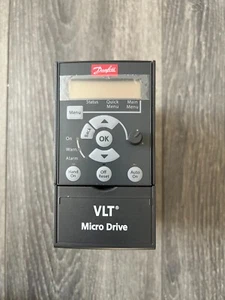 Danfoss
Status Quick Menu Main Menu
Menu
Back
OK
On
Warn.
Alarm
Hand On
Off Reset
Auto On
VLT®
Micro Drive